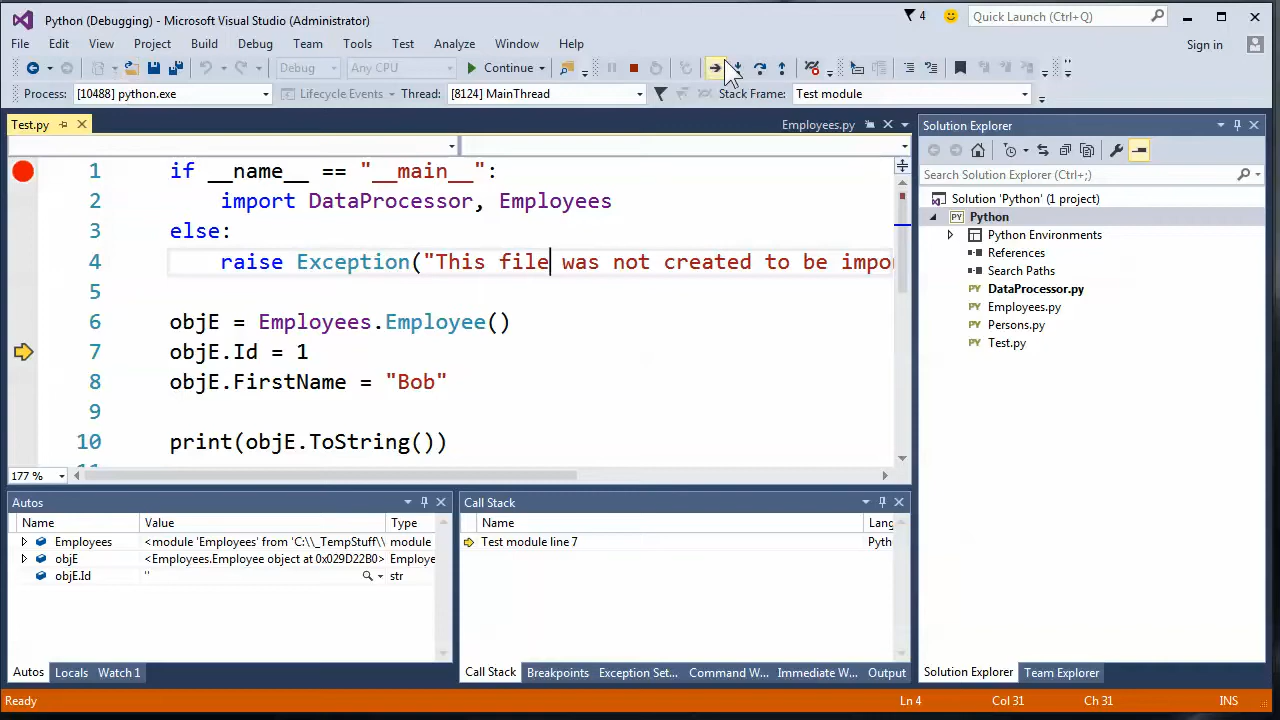 Python (Debugging) - Microsoft Visual Studio (Administrator)
4
Quick Launch (Ctrl+;)
File Edit View Project Build Debug Team Tools Test Analyze Window Help
Sign in
Debug Any CPU Continue
Process: [10488] python.exe Lifecycle Events Thread: [8124] MainThread Stack Frame: Test module
Test.py
Employees.py
1 if __name__ == "__main__":
2 import DataProcessor, Employees
3 else:
4 raise Exception("This file was not created to be impo
5
6 objE = Employees.Employee()
7 objE.Id = 1
8 objE.FirstName = "Bob"
9
10 print(objE.ToString())
177 %
Solution Explorer
Search Solution Explorer (Ctrl+;)
Solution 'Python' (1 project)
PY Python
Python Environments
References
Search Paths
PY DataProcessor.py
PY Employees.py
PY Persons.py
PY Test.py
Autos
Name Value Type
Employees <module 'Employees' from 'C:\\_TempStuff\\ module
objE <Employees.Employee object at 0x029D22B0> Employe
objE.Id '' str
Autos Locals Watch 1
Call Stack
Name Lang
Test module line 7 Pyth
Call Stack Breakpoints Exception Set... Command W... Immediate W... Output
Solution Explorer Team Explorer
Ready Ln 4 Col 31 Ch 31 INS